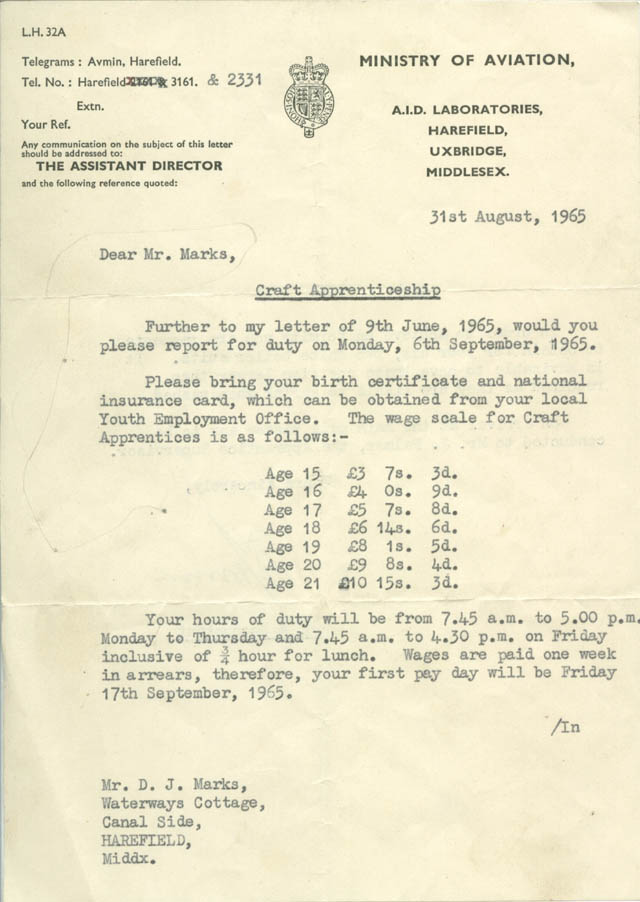 L.H. 32A
Telegrams : Avmin, Harefield.
Tel. No. : Harefield 3161. & 2331
Extn.
Your Ref.
Any communication on the subject of this letter
should be addressed to:
THE ASSISTANT DIRECTOR
and the following reference quoted:
MINISTRY OF AVIATION,
A.I.D. LABORATORIES,
HAREFIELD,
UXBRIDGE,
MIDDLESEX.
31st August, 1965
Dear Mr. Marks,
Craft Apprenticeship
Further to my letter of 9th June, 1965, would you
please report for duty on Monday, 6th September, 1965.
Please bring your birth certificate and national
insurance card, which can be obtained from your local
Youth Employment Office. The wage scale for Craft
Apprentices is as follows:-
Age 15 £3 7s. 3d.
Age 16 £4 0s. 9d.
Age 17 £5 7s. 8d.
Age 18 £6 14s. 6d.
Age 19 £8 1s. 5d.
Age 20 £9 8s. 4d.
Age 21 £10 15s. 3d.
Your hours of duty will be from 7.45 a.m. to 5.00 p.m.
Monday to Thursday and 7.45 a.m. to 4.30 p.m. on Friday
inclusive of ¾ hour for lunch. Wages are paid one week
in arrears, therefore, your first pay day will be Friday
17th September, 1965.
/In
Mr. D. J. Marks,
Waterways Cottage,
Canal Side,
HAREFIELD,
Middx.